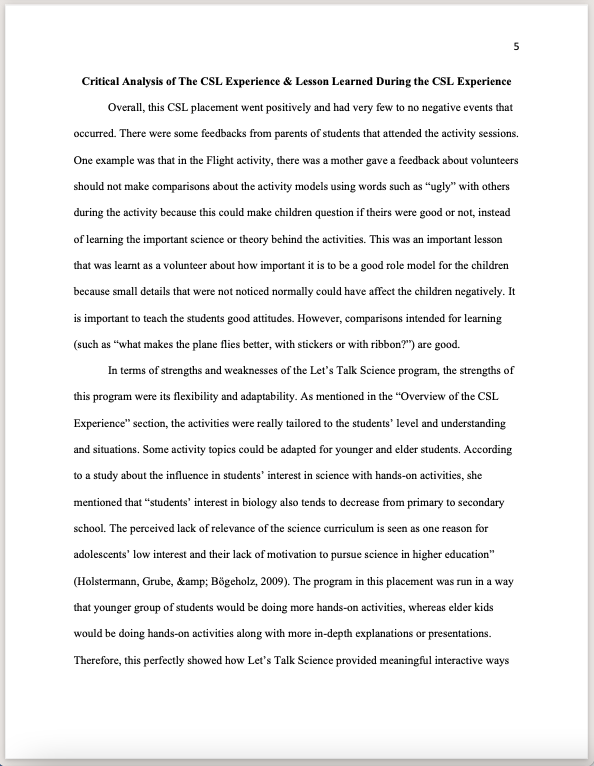 5
Critical Analysis of The CSL Experience & Lesson Learned During the CSL Experience
Overall, this CSL placement went positively and had very few to no negative events that
occurred. There were some feedbacks from parents of students that attended the activity sessions.
One example was that in the Flight activity, there was a mother gave a feedback about volunteers
should not make comparisons about the activity models using words such as “ugly” with others
during the activity because this could make children question if theirs were good or not, instead
of learning the important science or theory behind the activities. This was an important lesson
that was learnt as a volunteer about how important it is to be a good role model for the children
because small details that were not noticed normally could have affect the children negatively. It
is important to teach the students good attitudes. However, comparisons intended for learning
(such as “what makes the plane flies better, with stickers or with ribbon?”) are good.
In terms of strengths and weaknesses of the Let’s Talk Science program, the strengths of
this program were its flexibility and adaptability. As mentioned in the “Overview of the CSL
Experience” section, the activities were really tailored to the students’ level and understanding
and situations. Some activity topics could be adapted for younger and elder students. According
to a study about the influence in students’ interest in science with hands-on activities, she
mentioned that “students’ interest in biology also tends to decrease from primary to secondary
school. The perceived lack of relevance of the science curriculum is seen as one reason for
adolescents’ low interest and their lack of motivation to pursue science in higher education”
(Holstermann, Grube, &amp; Bögeholz, 2009). The program in this placement was run in a way
that younger group of students would be doing more hands-on activities, whereas elder kids
would be doing hands-on activities along with more in-depth explanations or presentations.
Therefore, this perfectly showed how Let’s Talk Science provided meaningful interactive ways